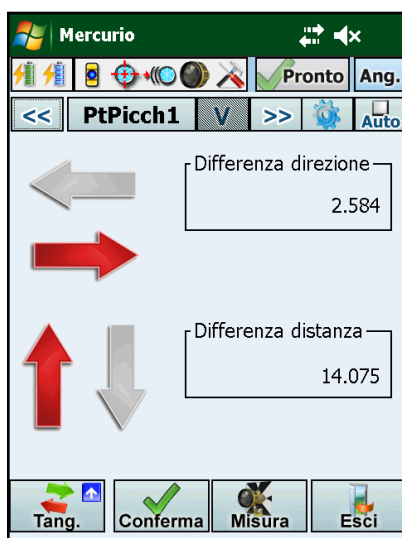 Mercurio
Pronto Ang.
<< PtPicch1 V >> Auto
Differenza direzione
2.584
Differenza distanza
14.075
Tang. Conferma Misura Esci